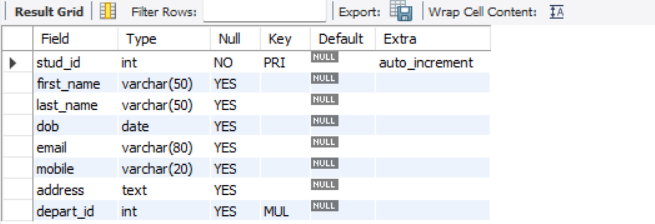 Result Grid Filter Rows: Export: Wrap Cell Content: IA
Field Type Null Key Default Extra
stud_id int NO PRI NULL auto_increment
first_name varchar(50) YES NULL
last_name varchar(50) YES NULL
dob date YES NULL
email varchar(80) YES NULL
mobile varchar(20) YES NULL
address text YES NULL
depart_id int YES MUL NULL